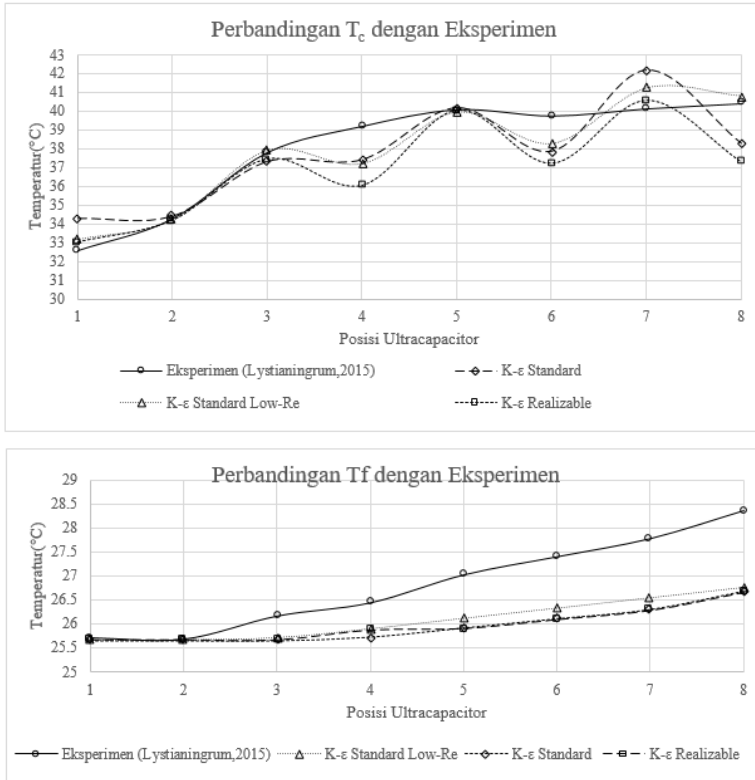 Perbandingan Tc dengan Eksperimen
43
42
41
40
39
38
37
36
35
34
33
32
31
30
Temperatur(°C)
1 2 3 4 5 6 7 8
Posisi Ultracapacitor
Eksperimen (Lystianingrum,2015) K-ε Standard
K-ε Standard Low-Re K-ε Realizable
Perbandingan Tf dengan Eksperimen
29
28.5
28
27.5
27
26.5
26
25.5
25
Temperatur(°C)
1 2 3 4 5 6 7 8
Posisi Ultracapacitor
Eksperimen (Lystianingrum,2015) K-ε Standard Low-Re K-ε Standard K-ε Realizable